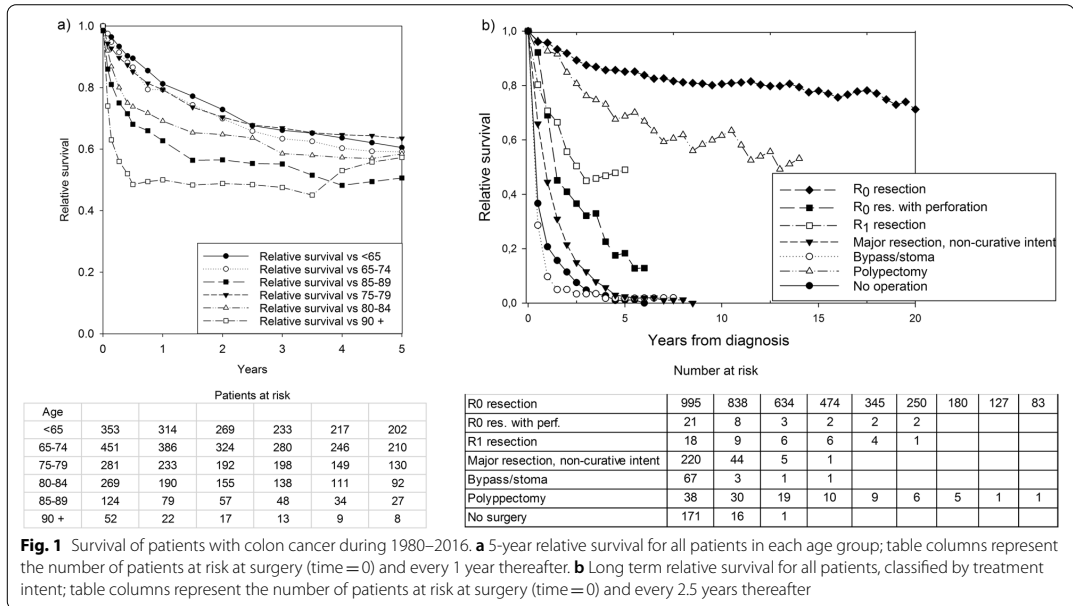 a)
1.0
0.8
0.6
0.4
0.2
0.0
Relative survival
0
1
2
3
4
5
Years
Relative survival vs <65
Relative survival vs 65-74
Relative survival vs 85-89
Relative survival vs 75-79
Relative survival vs 80-84
Relative survival vs 90 +
Patients at risk
Age
<65 353 314 269 233 217 202
65-74 451 386 324 280 246 210
75-79 281 233 192 198 149 130
80-84 269 190 155 138 111 92
85-89 124 79 57 48 34 27
90 + 52 22 17 13 9 8
b)
1,0
0,8
0,6
0,4
0,2
0,0
Relative survival
0
5
10
15
20
Years from diagnosis
R0 resection
R0 res. with perforation
R1 resection
Major resection, non-curative intent
Bypass/stoma
Polypectomy
No operation
Number at risk
R0 resection 995 838 634 474 345 250 180 127 83
R0 res. with perf. 21 8 3 2 2 2
R1 resection 18 9 6 6 4 1
Major resection, non-curative intent 220 44 5 1
Bypass/stoma 67 3 1 1
Polyppectomy 38 30 19 10 9 6 5 1 1
No surgery 171 16 1
Fig. 1 Survival of patients with colon cancer during 1980–2016. a 5-year relative survival for all patients in each age group; table columns represent
the number of patients at risk at surgery (time = 0) and every 1 year thereafter. b Long term relative survival for all patients, classified by treatment
intent; table columns represent the number of patients at risk at surgery (time = 0) and every 2.5 years thereafter